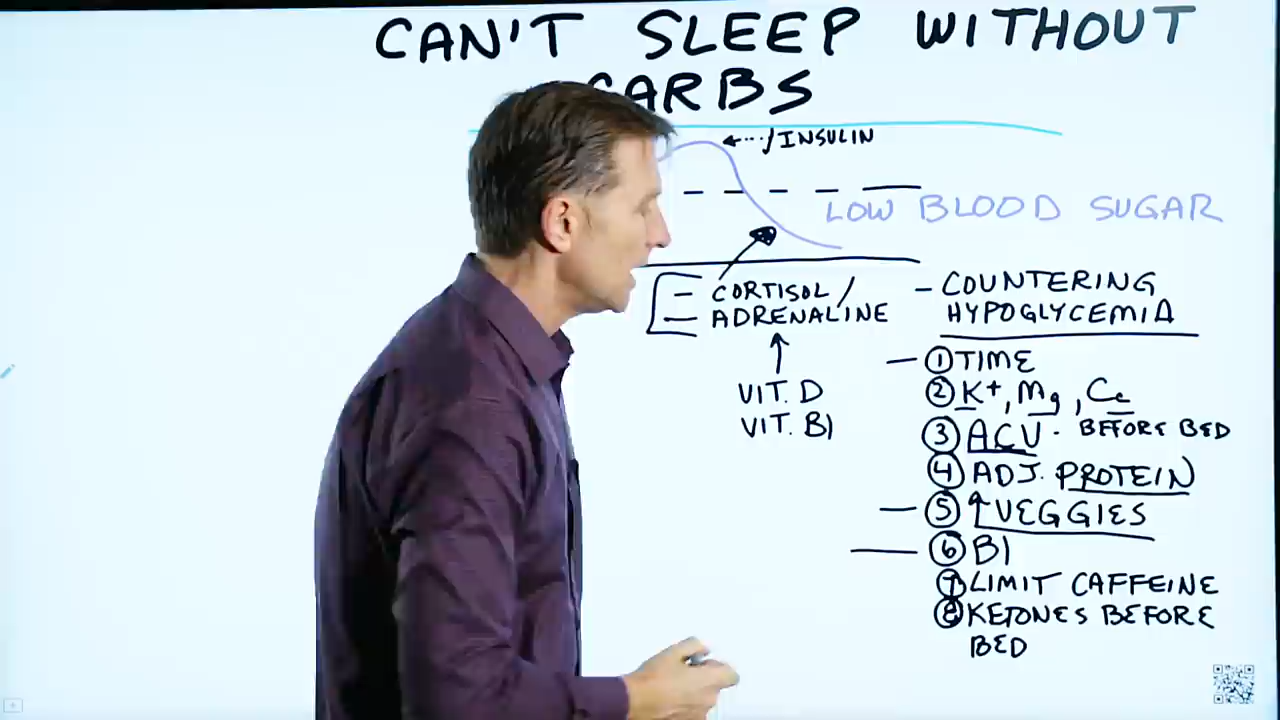 CAN'T SLEEP WITHOUT
CARBS
INSULIN
LOW BLOOD SUGAR
- CORTISOL /
- ADRENALINE
VIT. D
VIT. B1
- COUNTERING
HYPOGLYCEMIA
- ① TIME
② K+, Mg, Ca
③ ACV - BEFORE BED
④ ADJ. PROTEIN
- ⑤ ↑VEGGIES
- ⑥ B1
⑦ LIMIT CAFFEINE
⑧ KETONES BEFORE
BED